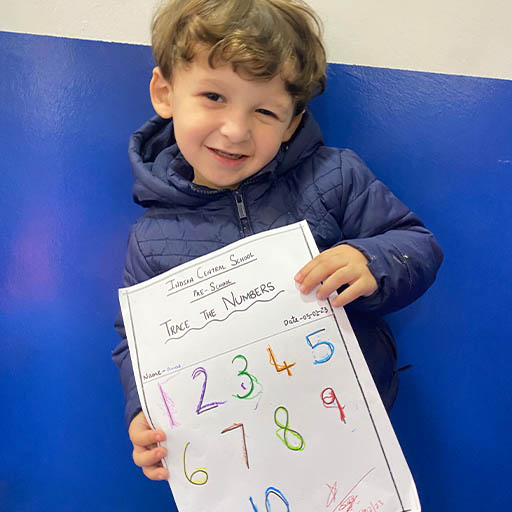 Indian Central School
Pre-School
Trace The Numbers
Date-05-02-23
Name-
1 2 3 4 5
6 7 8 9
10